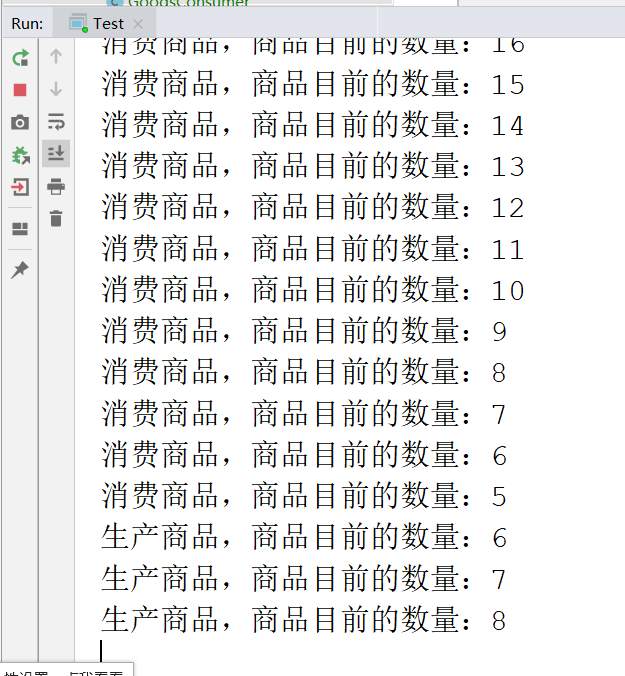 GoodsConsumer
Run: Test
消费商品，商品目前的数量：16
消费商品，商品目前的数量：15
消费商品，商品目前的数量：14
消费商品，商品目前的数量：13
消费商品，商品目前的数量：12
消费商品，商品目前的数量：11
消费商品，商品目前的数量：10
消费商品，商品目前的数量：9
消费商品，商品目前的数量：8
消费商品，商品目前的数量：7
消费商品，商品目前的数量：6
消费商品，商品目前的数量：5
生产商品，商品目前的数量：6
生产商品，商品目前的数量：7
生产商品，商品目前的数量：8